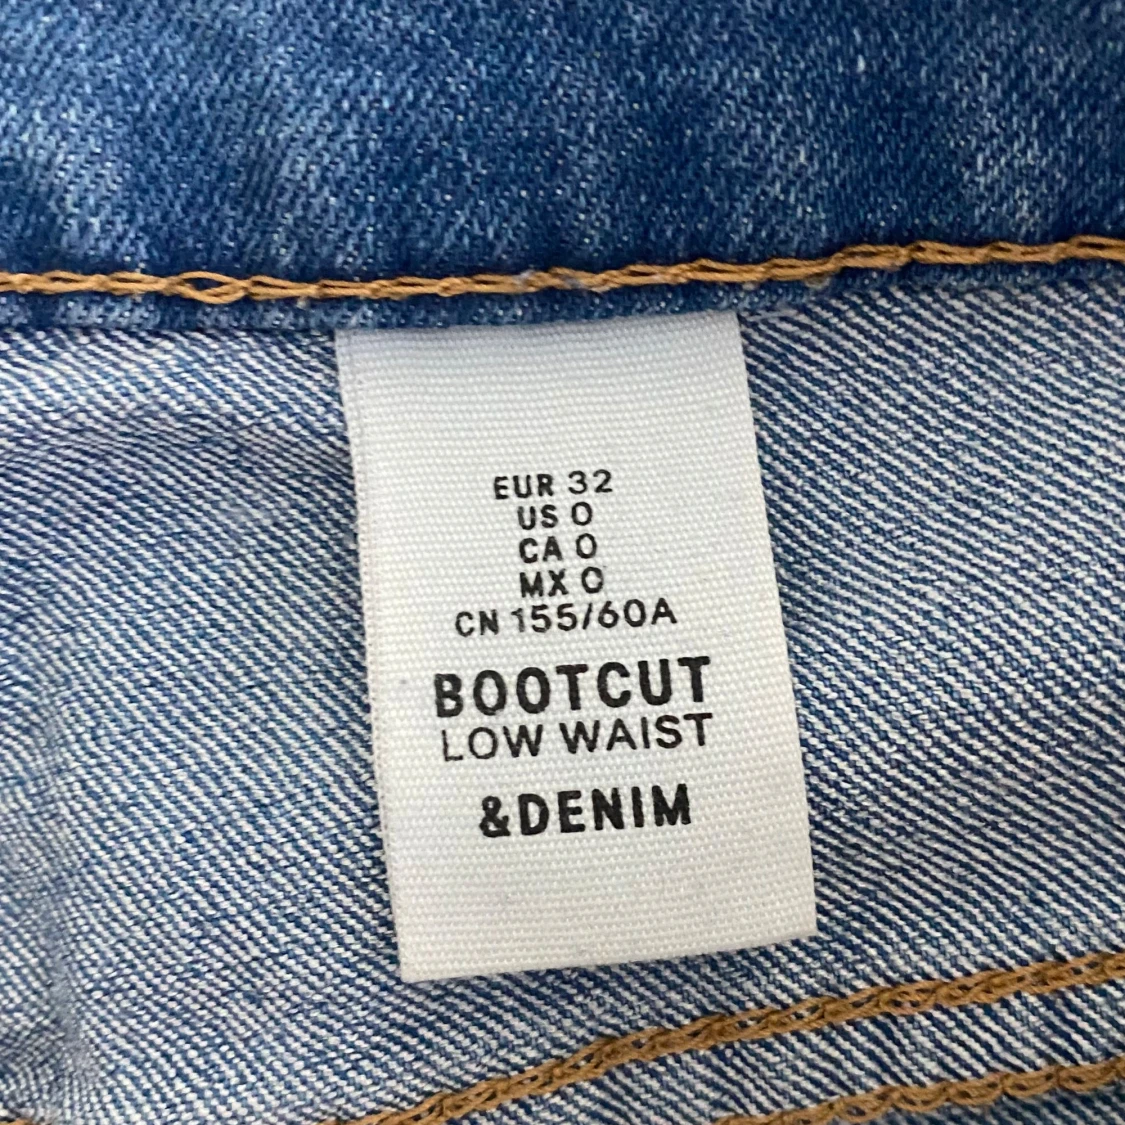 EUR 32
US 0
CA 0
MX 0
CN 155/60A
BOOTCUT
LOW WAIST
&DENIM